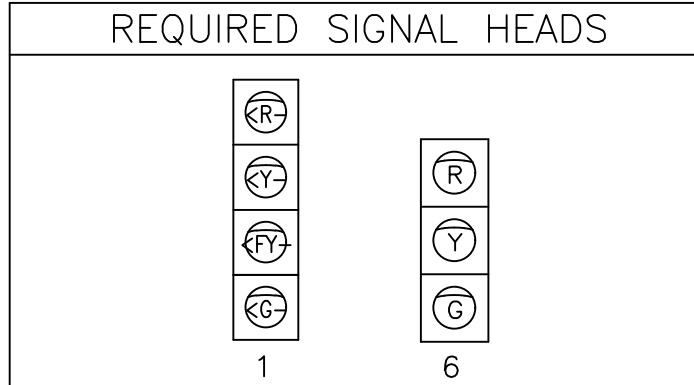 REQUIRED SIGNAL HEADS
<R-
<Y-
<FY-
<G-
1
R
Y
G
6